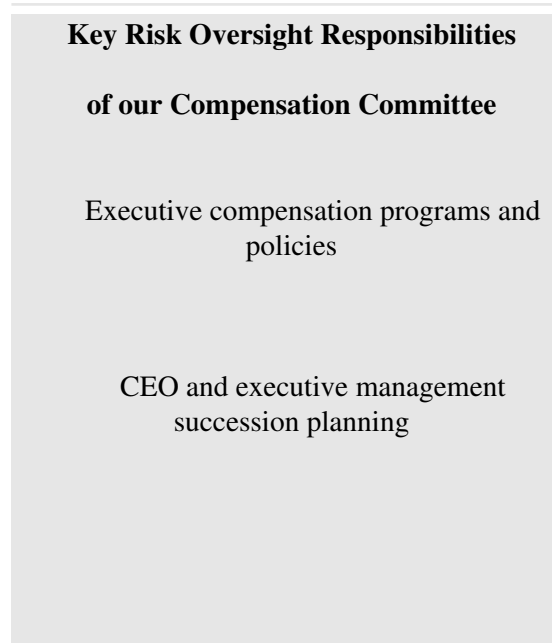 Key Risk Oversight Responsibilities
of our Compensation Committee
Executive compensation programs and
policies
CEO and executive management
succession planning